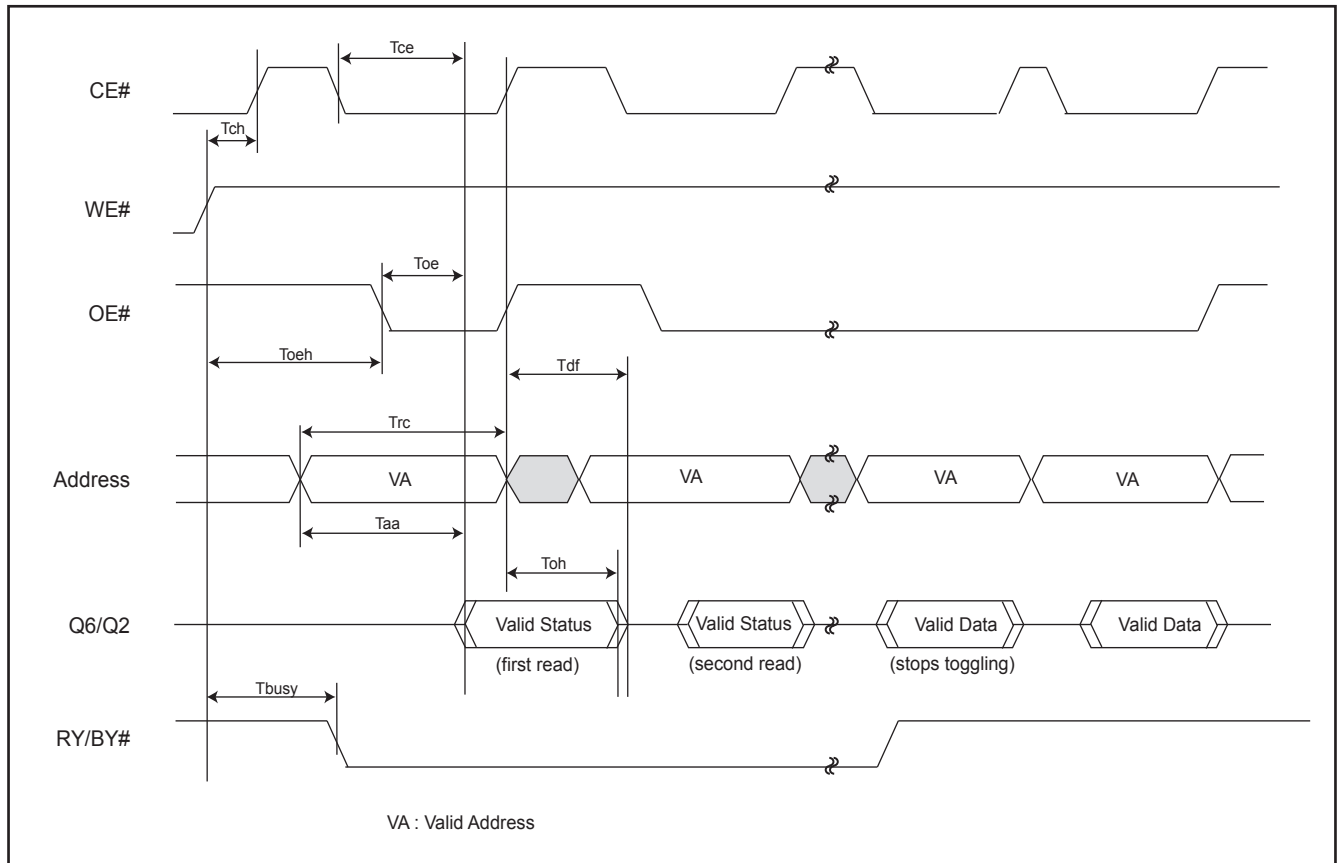 Tce
CE#
Tch
WE#
Toe
OE#
Toeh
Tdf
Trc
Address
VA
VA
VA
VA
Taa
Toh
Q6/Q2
Valid Status
Valid Status
Valid Data
Valid Data
(first read)
(second read)
(stops toggling)
Tbusy
RY/BY#
VA : Valid Address